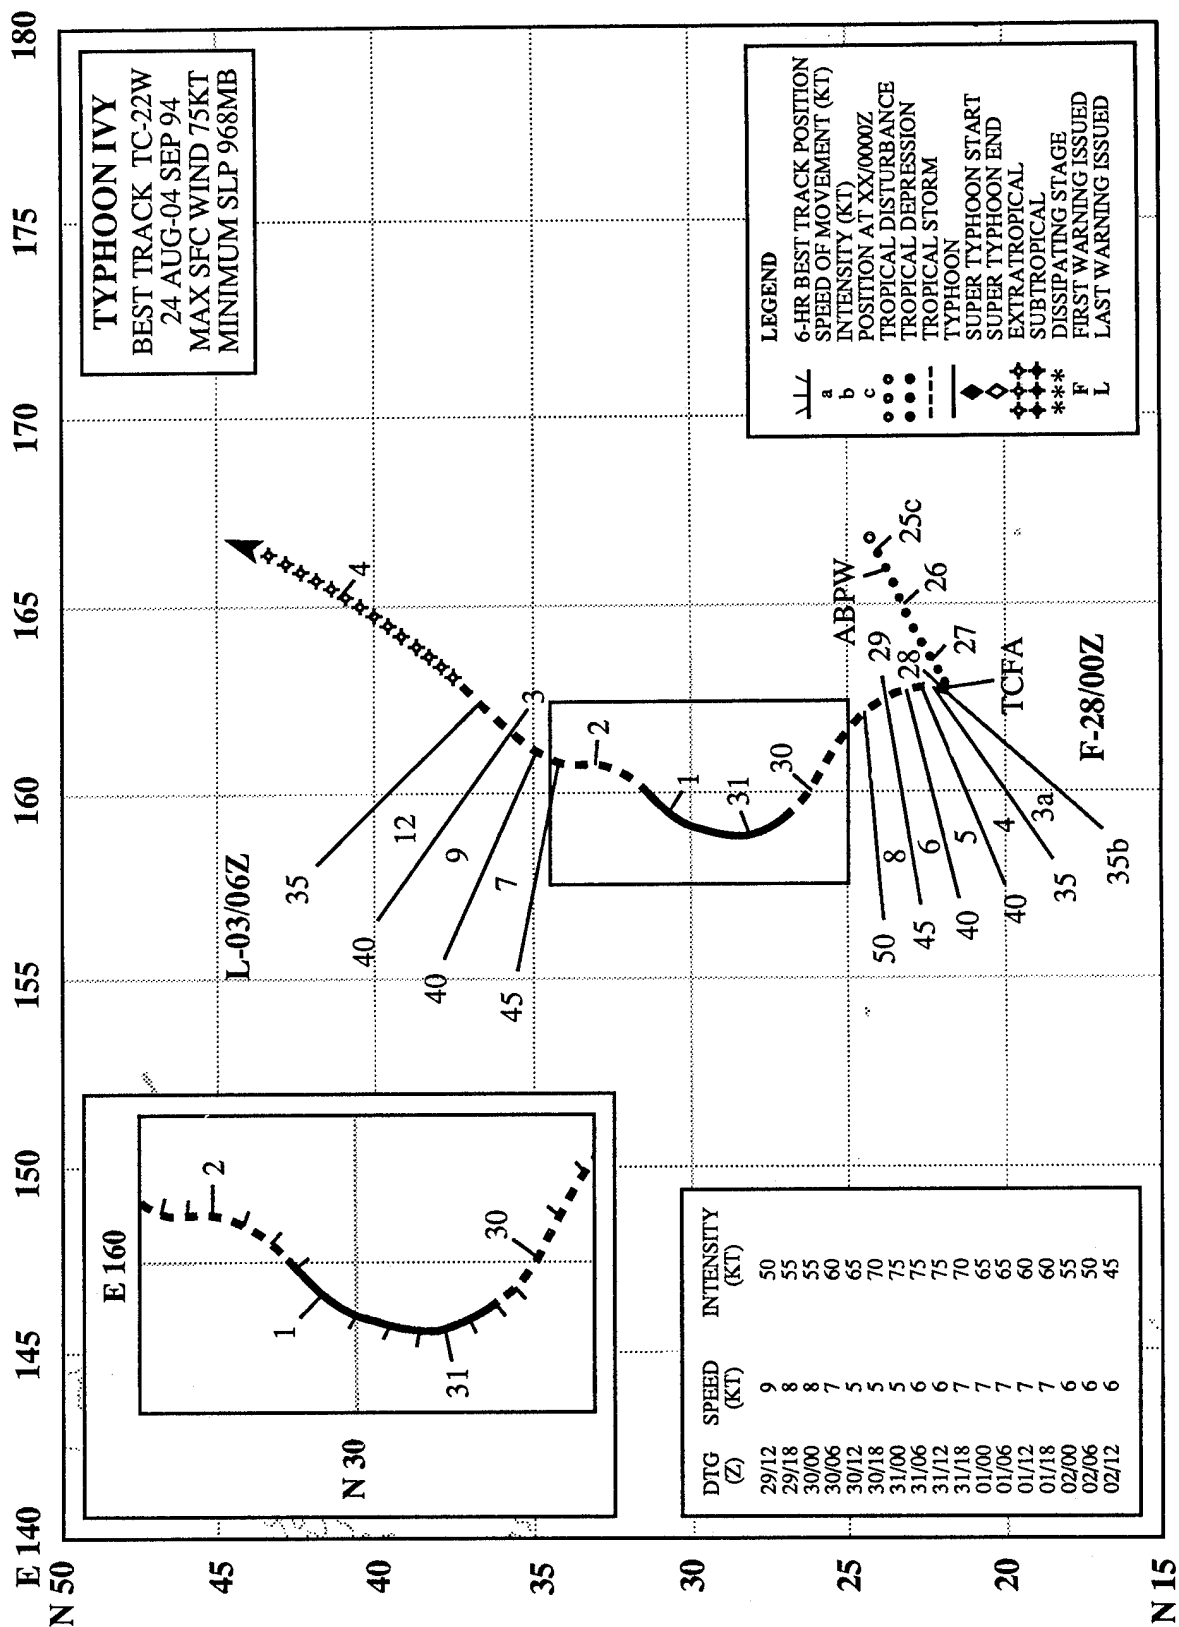 TYPHOON IVY
BEST TRACK TC-22W
24 AUG-04 SEP 94
MAX SFC WIND 75KT
MINIMUM SLP 968MB
E 140
145
150
155
160
165
170
175
180
N 50
45
40
35
30
25
20
N 15
E 160
N 30
2
1
31
30
L-03/06Z
35
12
40
9
40
7
45
4
3
2
1
31
30
ABPW
29
28
25c
26
27
TCFA
F-28/00Z
50
8
45
6
40
5
40
4
35
3a
35b
DTG SPEED INTENSITY
(Z) (KT) (KT)
29/12 9 50
29/18 8 55
30/00 8 55
30/06 7 60
30/12 5 65
30/18 5 70
31/00 5 75
31/06 6 75
31/12 6 75
31/18 7 70
01/00 7 65
01/06 7 65
01/12 7 60
01/18 7 60
02/00 6 55
02/06 6 50
02/12 6 45
LEGEND
6-HR BEST TRACK POSITION
a SPEED OF MOVEMENT (KT)
b INTENSITY (KT)
c POSITION AT XX/0000Z
TROPICAL DISTURBANCE
TROPICAL DEPRESSION
TROPICAL STORM
TYPHOON
SUPER TYPHOON START
SUPER TYPHOON END
EXTRATROPICAL
SUBTROPICAL
*** DISSIPATING STAGE
F FIRST WARNING ISSUED
L LAST WARNING ISSUED